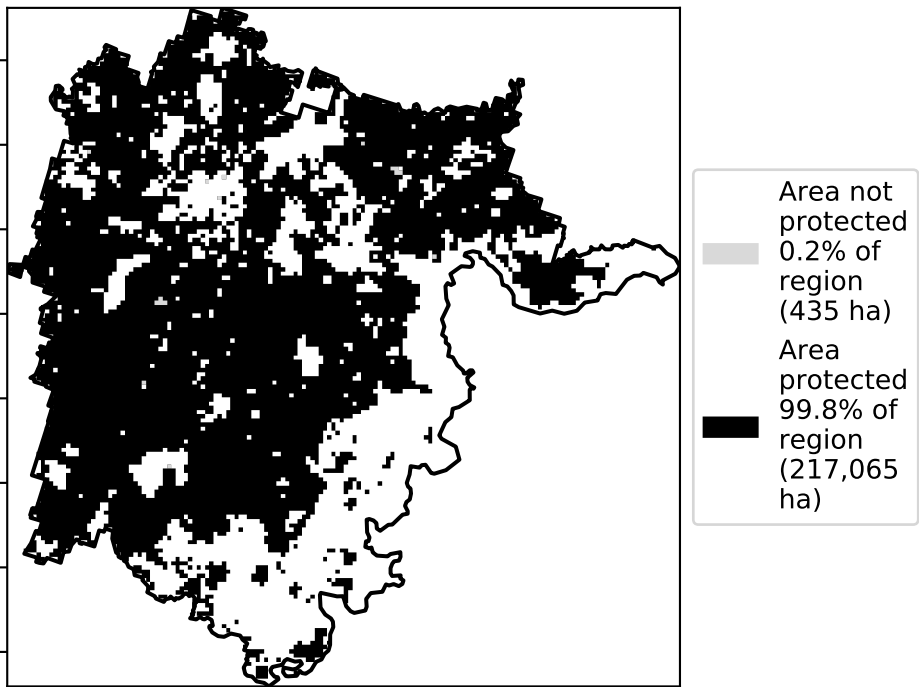 Area not
protected
0.2% of
region
(435 ha)
Area
protected
99.8% of
region
(217,065
ha)